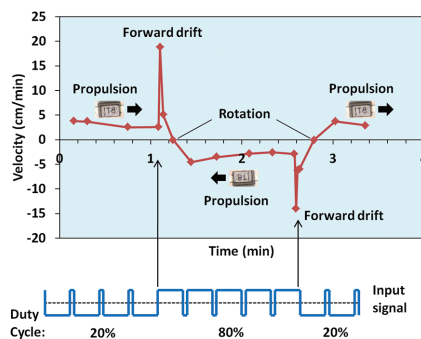 25
20
15
10
5
0
-5
-10
-15
-20
Velocity (cm/min)
Forward drift
Propulsion
Propulsion
Rotation
Propulsion
Forward drift
0 1 2 3
Time (min)
Input
signal
Duty
Cycle: 20% 80% 20%